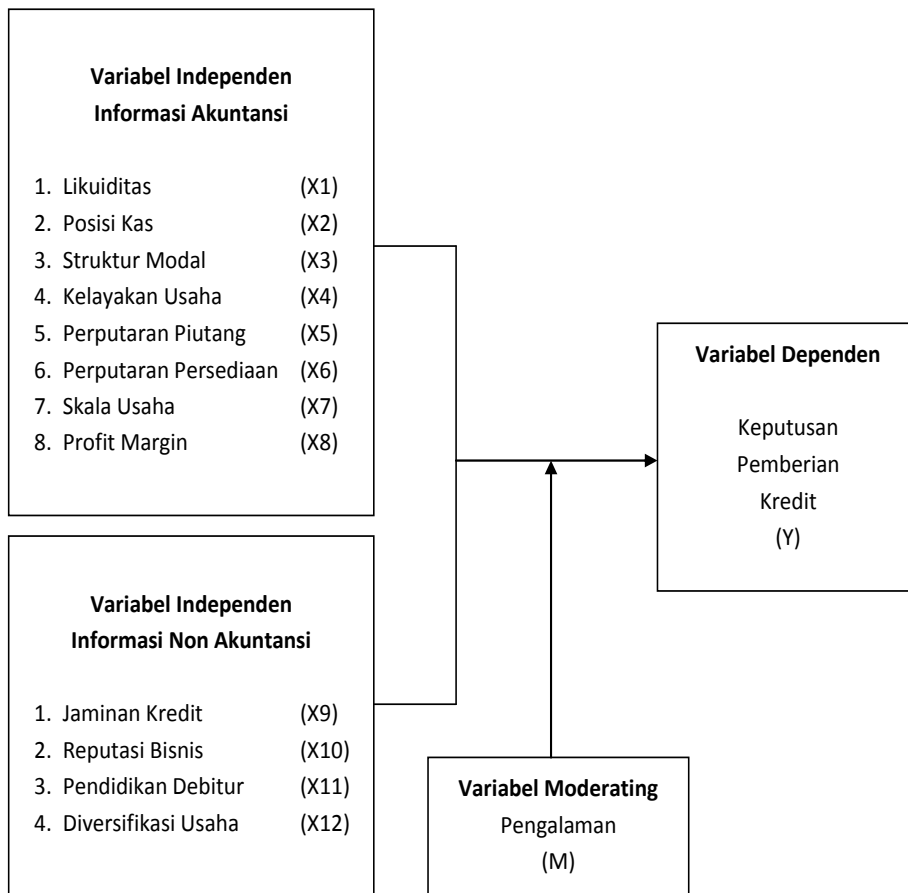 Variabel Independen
Informasi Akuntansi
1. Likuiditas (X1)
2. Posisi Kas (X2)
3. Struktur Modal (X3)
4. Kelayakan Usaha (X4)
5. Perputaran Piutang (X5)
6. Perputaran Persediaan (X6)
7. Skala Usaha (X7)
8. Profit Margin (X8)
Variabel Independen
Informasi Non Akuntansi
1. Jaminan Kredit (X9)
2. Reputasi Bisnis (X10)
3. Pendidikan Debitur (X11)
4. Diversifikasi Usaha (X12)
Variabel Dependen
Keputusan
Pemberian
Kredit
(Y)
Variabel Moderating
Pengalaman
(M)